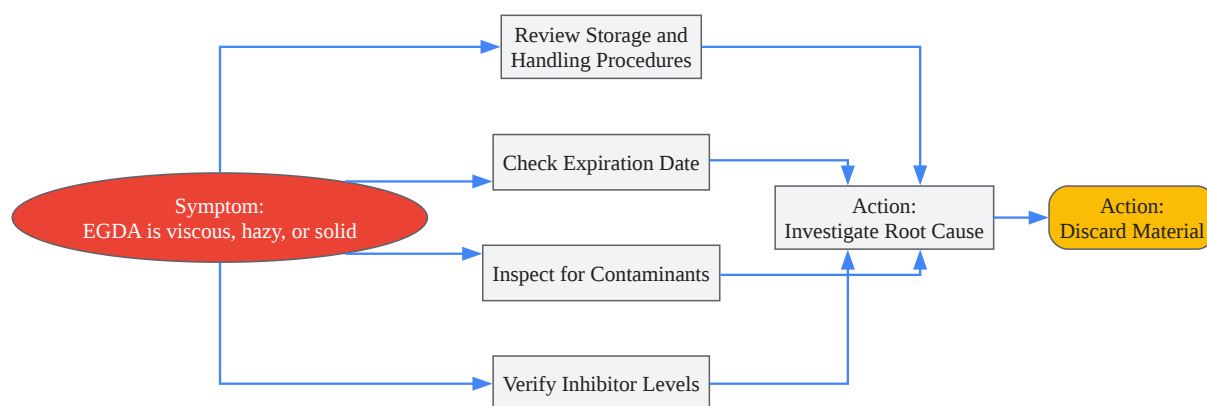 Review Storage and
Handling Procedures
Check Expiration Date
Symptom:
EGDA is viscous, hazy, or solid
Action:
Investigate Root Cause
Action:
Discard Material
Inspect for Contaminants
Verify Inhibitor Levels